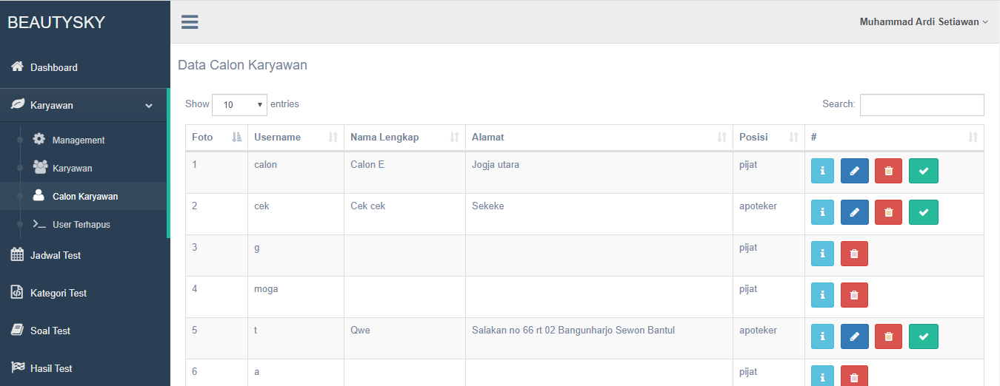 BEAUTYSKY
Muhammad Ardi Setiawan
Dashboard
Karyawan
Management
Karyawan
Calon Karyawan
User Terhapus
Jadwal Test
Kategori Test
Soal Test
Hasil Test
Data Calon Karyawan
Show 10 entries
Search:
Foto Username Nama Lengkap Alamat Posisi #
1 calon Calon E Jogja utara pijat
2 cek Cek cek Sekeke apoteker
3 g pijat
4 moga pijat
5 t Qwe Salakan no 66 rt 02 Bangunharjo Sewon Bantul apoteker
6 a pijat